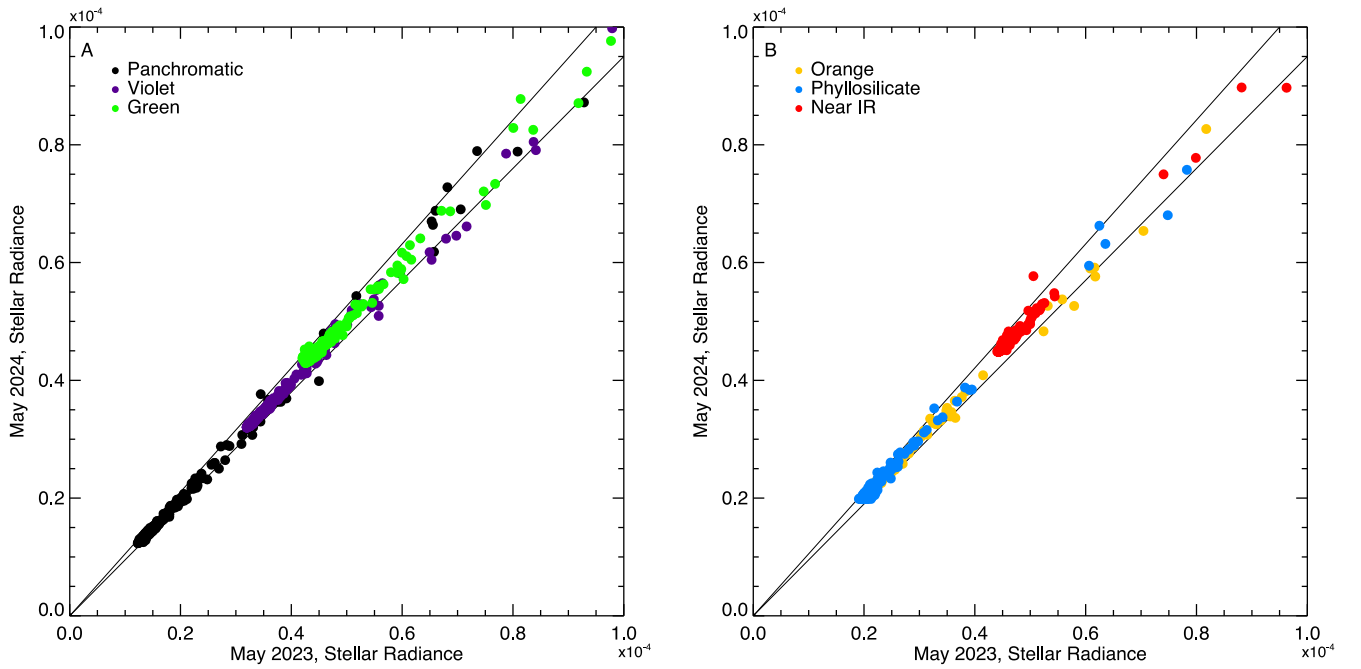 x10⁻⁴
1.0
A
Panchromatic
Violet
Green
0.8
0.6
0.4
0.2
0.0
May 2024, Stellar Radiance
0.0 0.2 0.4 0.6 0.8 1.0
May 2023, Stellar Radiance
x10⁻⁴
x10⁻⁴
1.0
B
Orange
Phyllosilicate
Near IR
0.8
0.6
0.4
0.2
0.0
May 2024, Stellar Radiance
0.0 0.2 0.4 0.6 0.8 1.0
May 2023, Stellar Radiance
x10⁻⁴